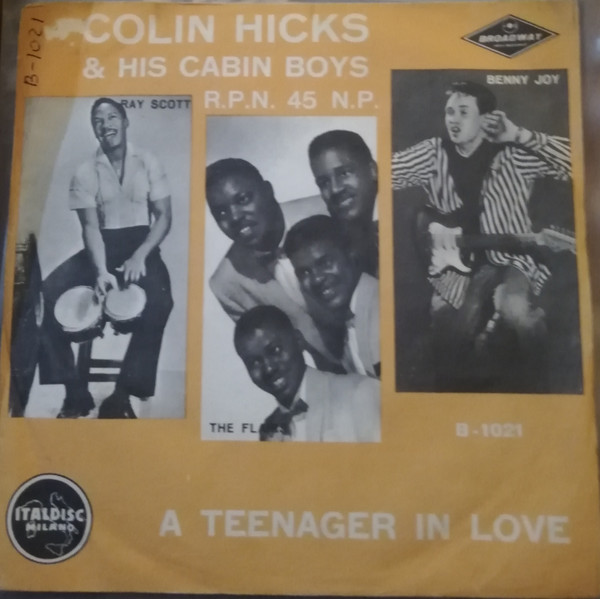 COLIN HICKS
& HIS CABIN BOYS
R.P.N. 45 N.P.
B-1021
BROADWAY
RAY SCOTT
BENNY JOY
THE
B-1021
ITALDISC
MILANO
A TEENAGER IN LOVE